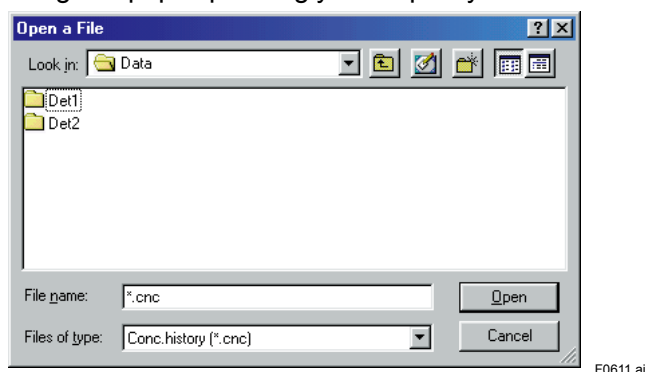 Open a File
Look in: Data
Det1
Det2
File name: *.cnc Open
Files of type: Conc.history (*.cnc) Cancel
F0611.ai